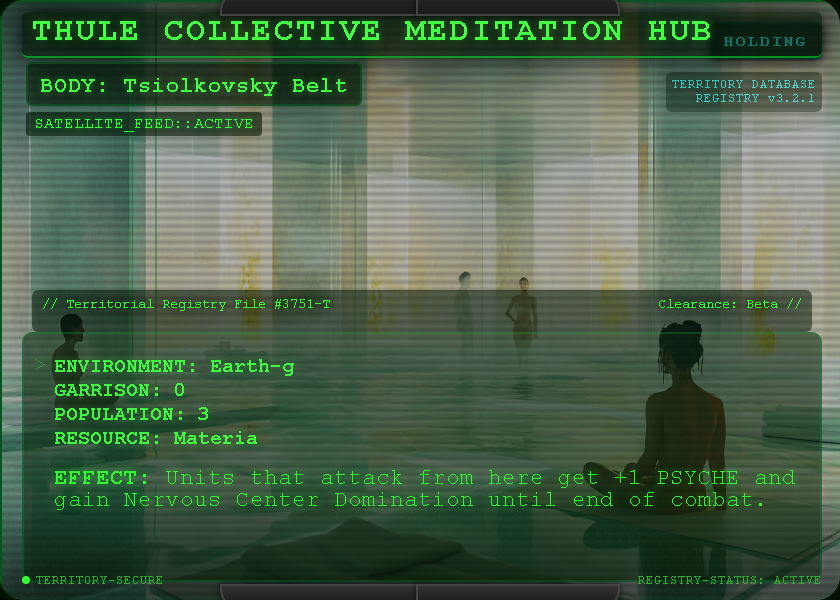 THULE COLLECTIVE MEDITATION HUB
HOLDING
BODY: Tsiolkovsky Belt
TERRITORY DATABASE
REGISTRY v3.2.1
SATELLITE_FEED::ACTIVE
// Territorial Registry File #3751-T
Clearance: Beta //
> ENVIRONMENT: Earth-g
GARRISON: 0
POPULATION: 3
RESOURCE: Materia
EFFECT: Units that attack from here get +1 PSYCHE and
gain Nervous Center Domination until end of combat.
TERRITORY-SECURE
REGISTRY-STATUS: ACTIVE